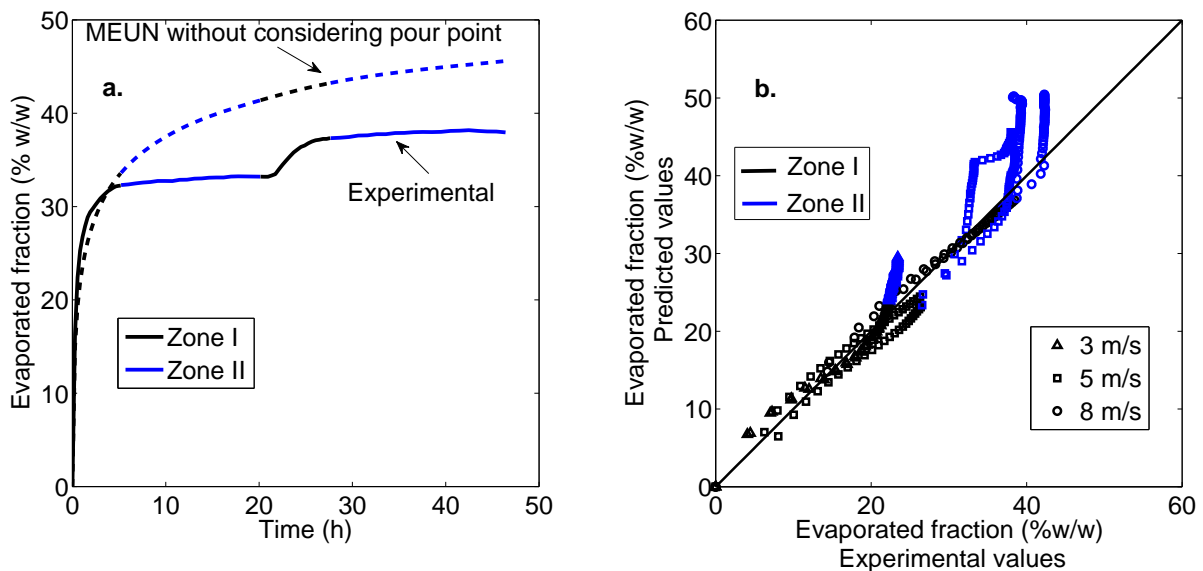 50
40
30
20
10
0
0
10
20
30
40
50
Evaporated fraction (% w/w)
Time (h)
MEUN without considering pour point
a.
Experimental
Zone I
Zone II
60
50
40
30
20
10
0
0
20
40
60
Evaporated fraction (%w/w)
Predicted values
Evaporated fraction (%w/w)
Experimental values
b.
Zone I
Zone II
3 m/s
5 m/s
8 m/s